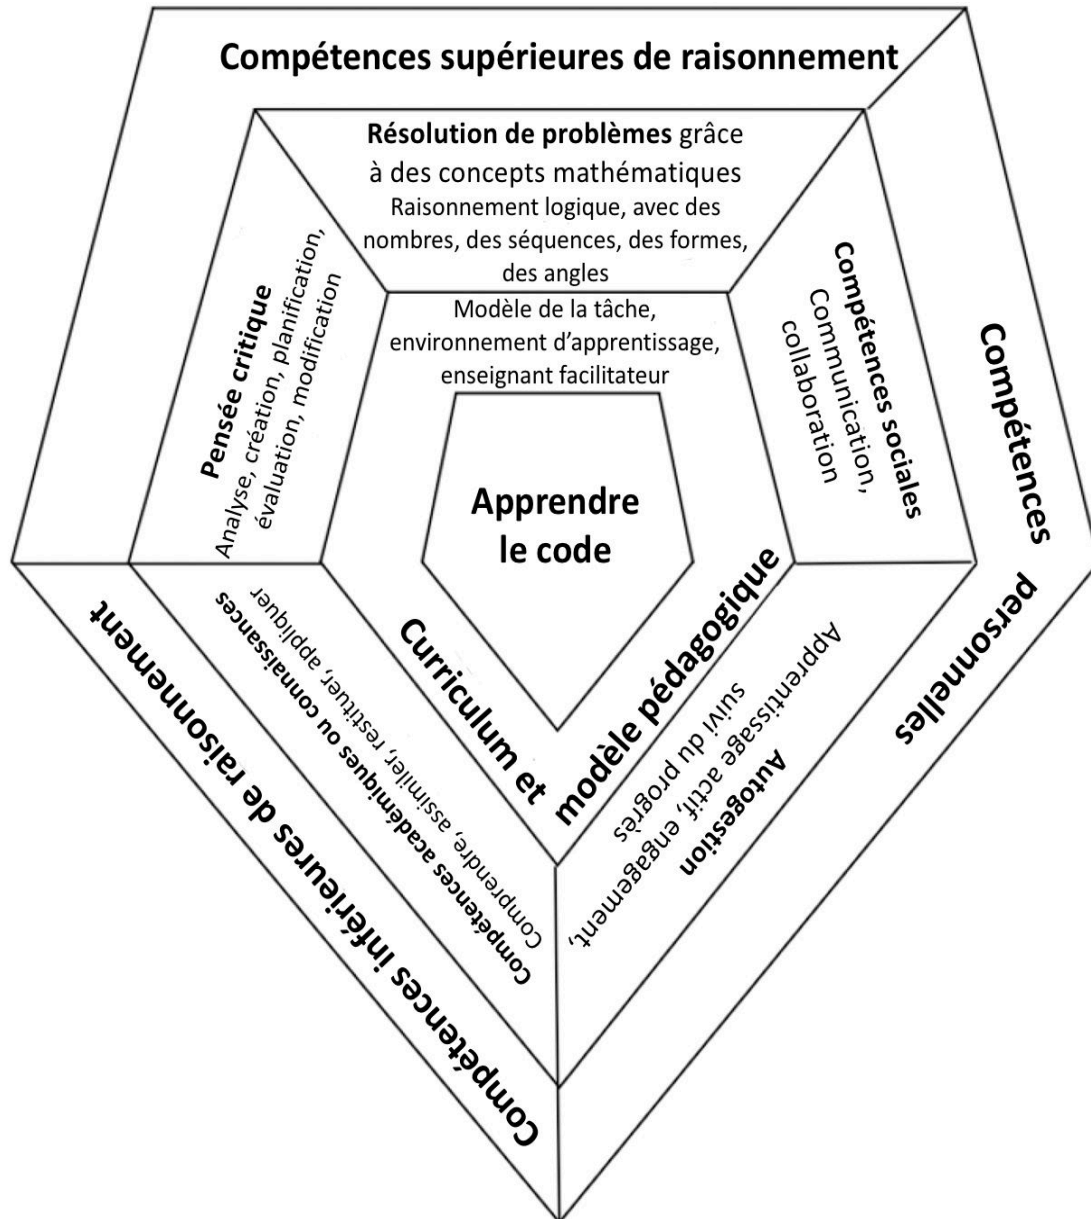 Compétences supérieures de raisonnement
Résolution de problèmes grâce
à des concepts mathématiques
Raisonnement logique, avec des
nombres, des séquences, des formes,
des angles
Pensée critique
Analyse, création, planification,
évaluation, modification
Modèle de la tâche,
environnement d’apprentissage,
enseignant facilitateur
Compétences sociales
Communication,
collaboration
Compétences
personnelles
Apprendre
le code
Curriculum et
modèle pédagogique
Compétences académiques ou connaissances
Comprendre, assimiler, restituer, appliquer
Compétences inférieures de raisonnement
Autogestion
Apprentissage actif, engagement,
suivi du progrès